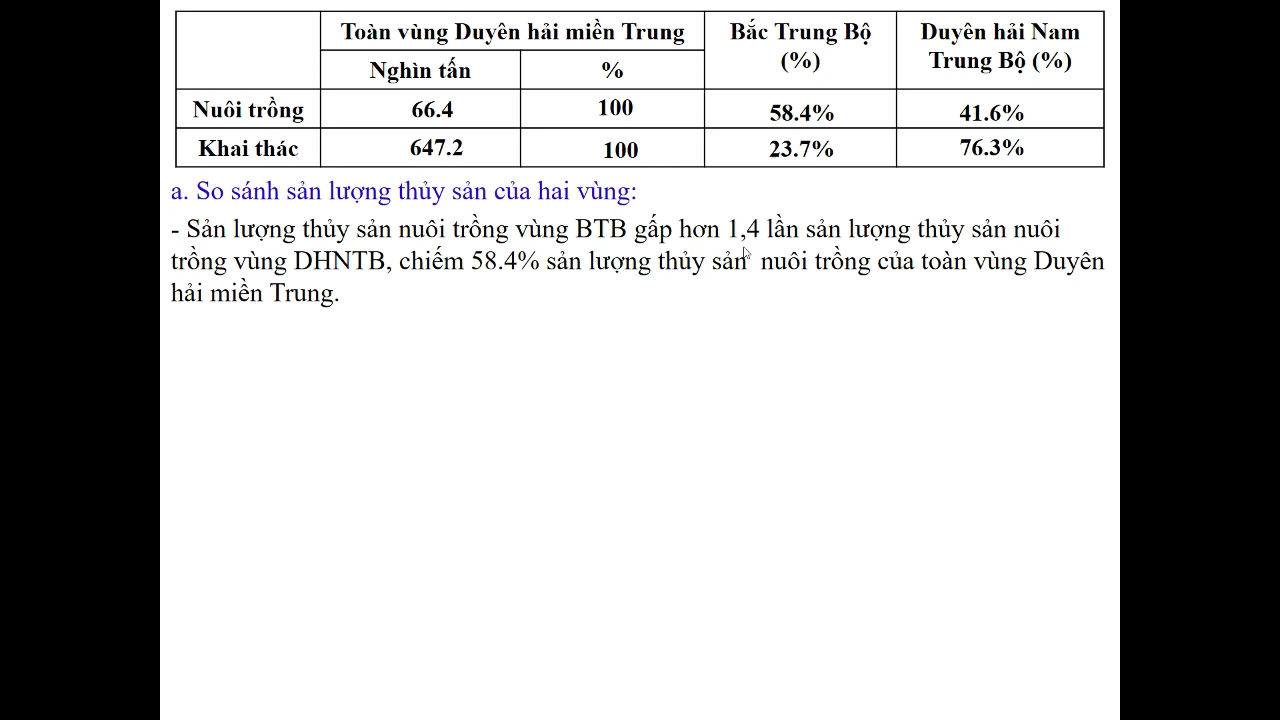 Toàn vùng Duyên hải miền Trung Bắc Trung Bộ Duyên hải Nam
(%) Trung Bộ (%)
Nghìn tấn %
Nuôi trồng 66.4 100 58.4% 41.6%
Khai thác 647.2 100 23.7% 76.3%
a. So sánh sản lượng thủy sản của hai vùng:
- Sản lượng thủy sản nuôi trồng vùng BTB gấp hơn 1,4 lần sản lượng thủy sản nuôi
trồng vùng DHNTB, chiếm 58.4% sản lượng thủy sản nuôi trồng của toàn vùng Duyên
hải miền Trung.